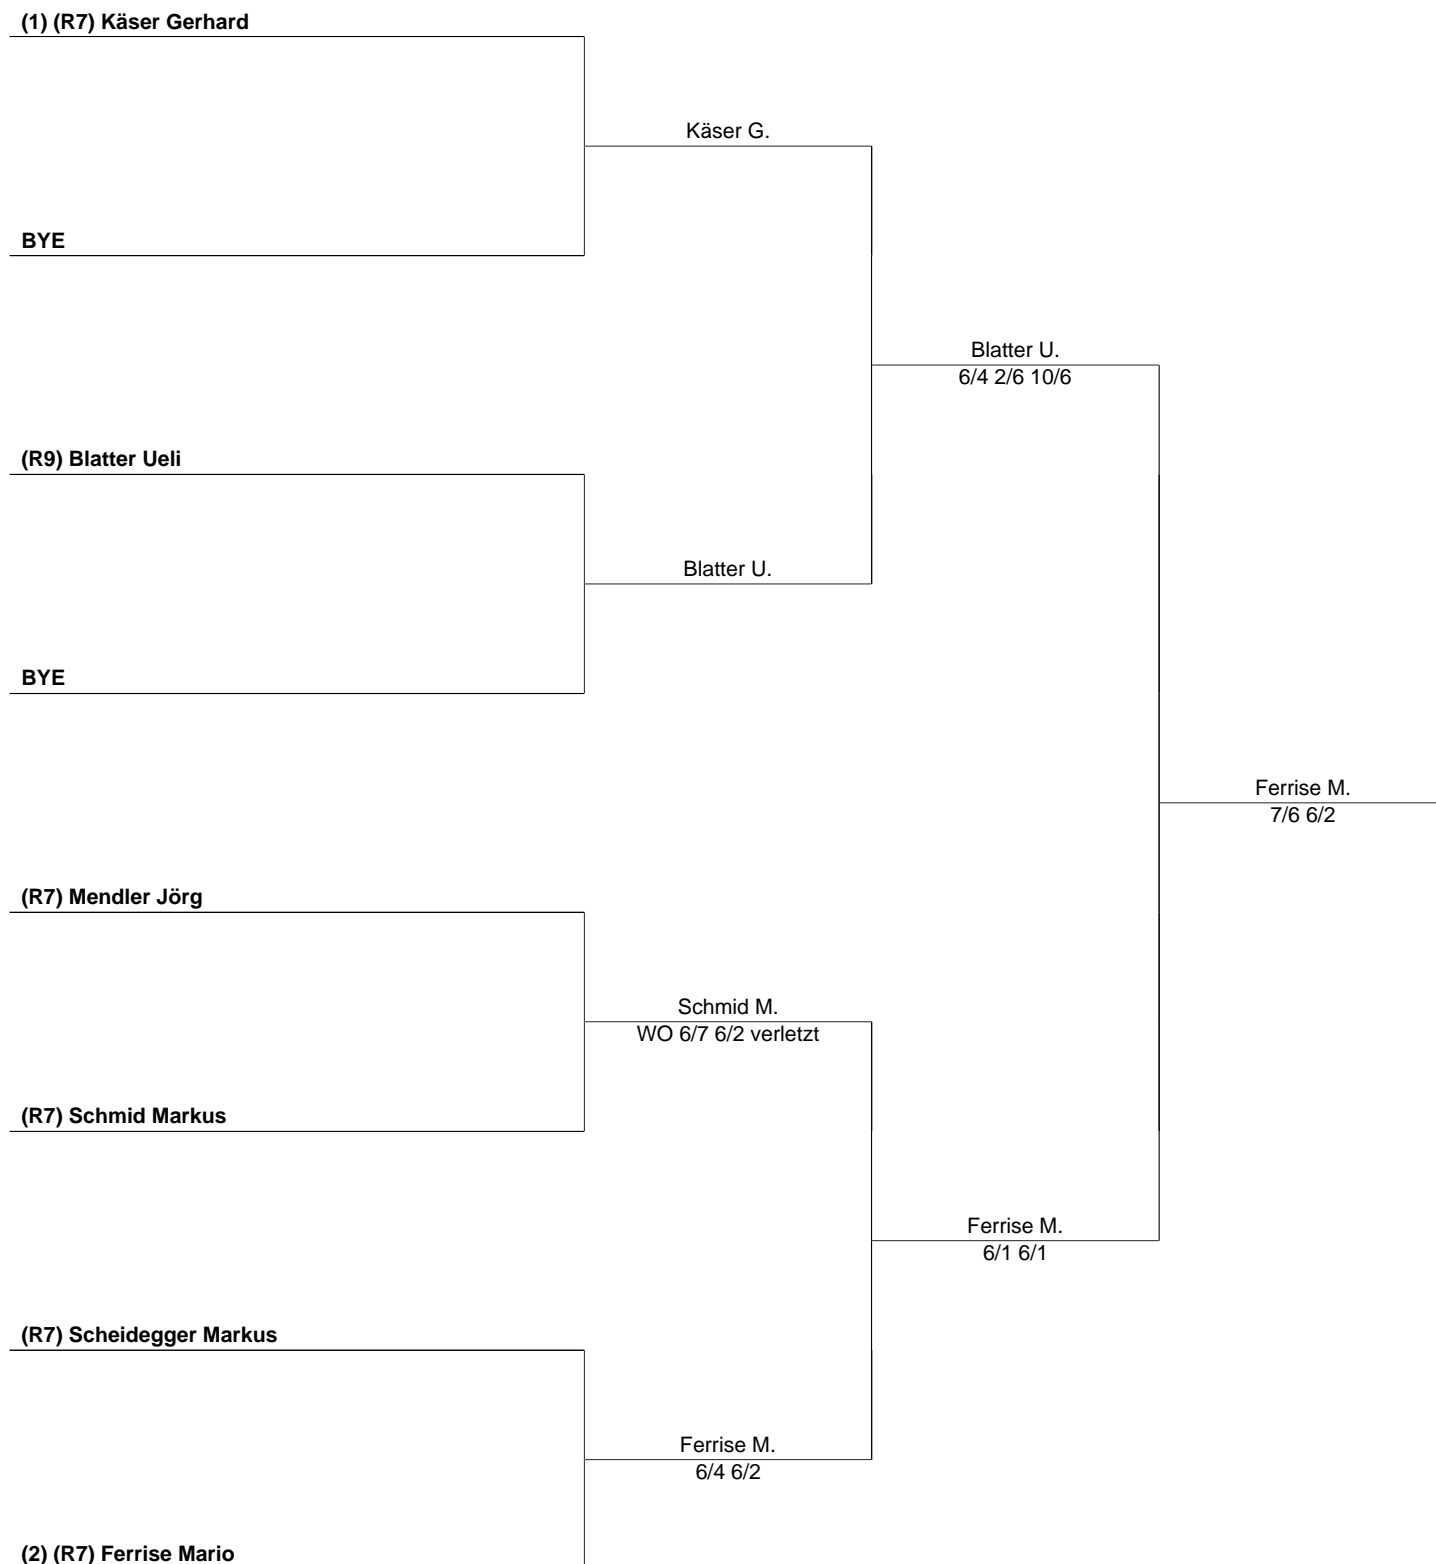 (1) (R7) Käser Gerhard
Käser G.
BYE
Blatter U.
6/4 2/6 10/6
(R9) Blatter Ueli
Blatter U.
BYE
Ferrise M.
7/6 6/2
(R7) Mendler Jörg
Schmid M.
WO 6/7 6/2 verletzt
(R7) Schmid Markus
Ferrise M.
6/1 6/1
(R7) Scheidegger Markus
Ferrise M.
6/4 6/2
(2) (R7) Ferrise Mario